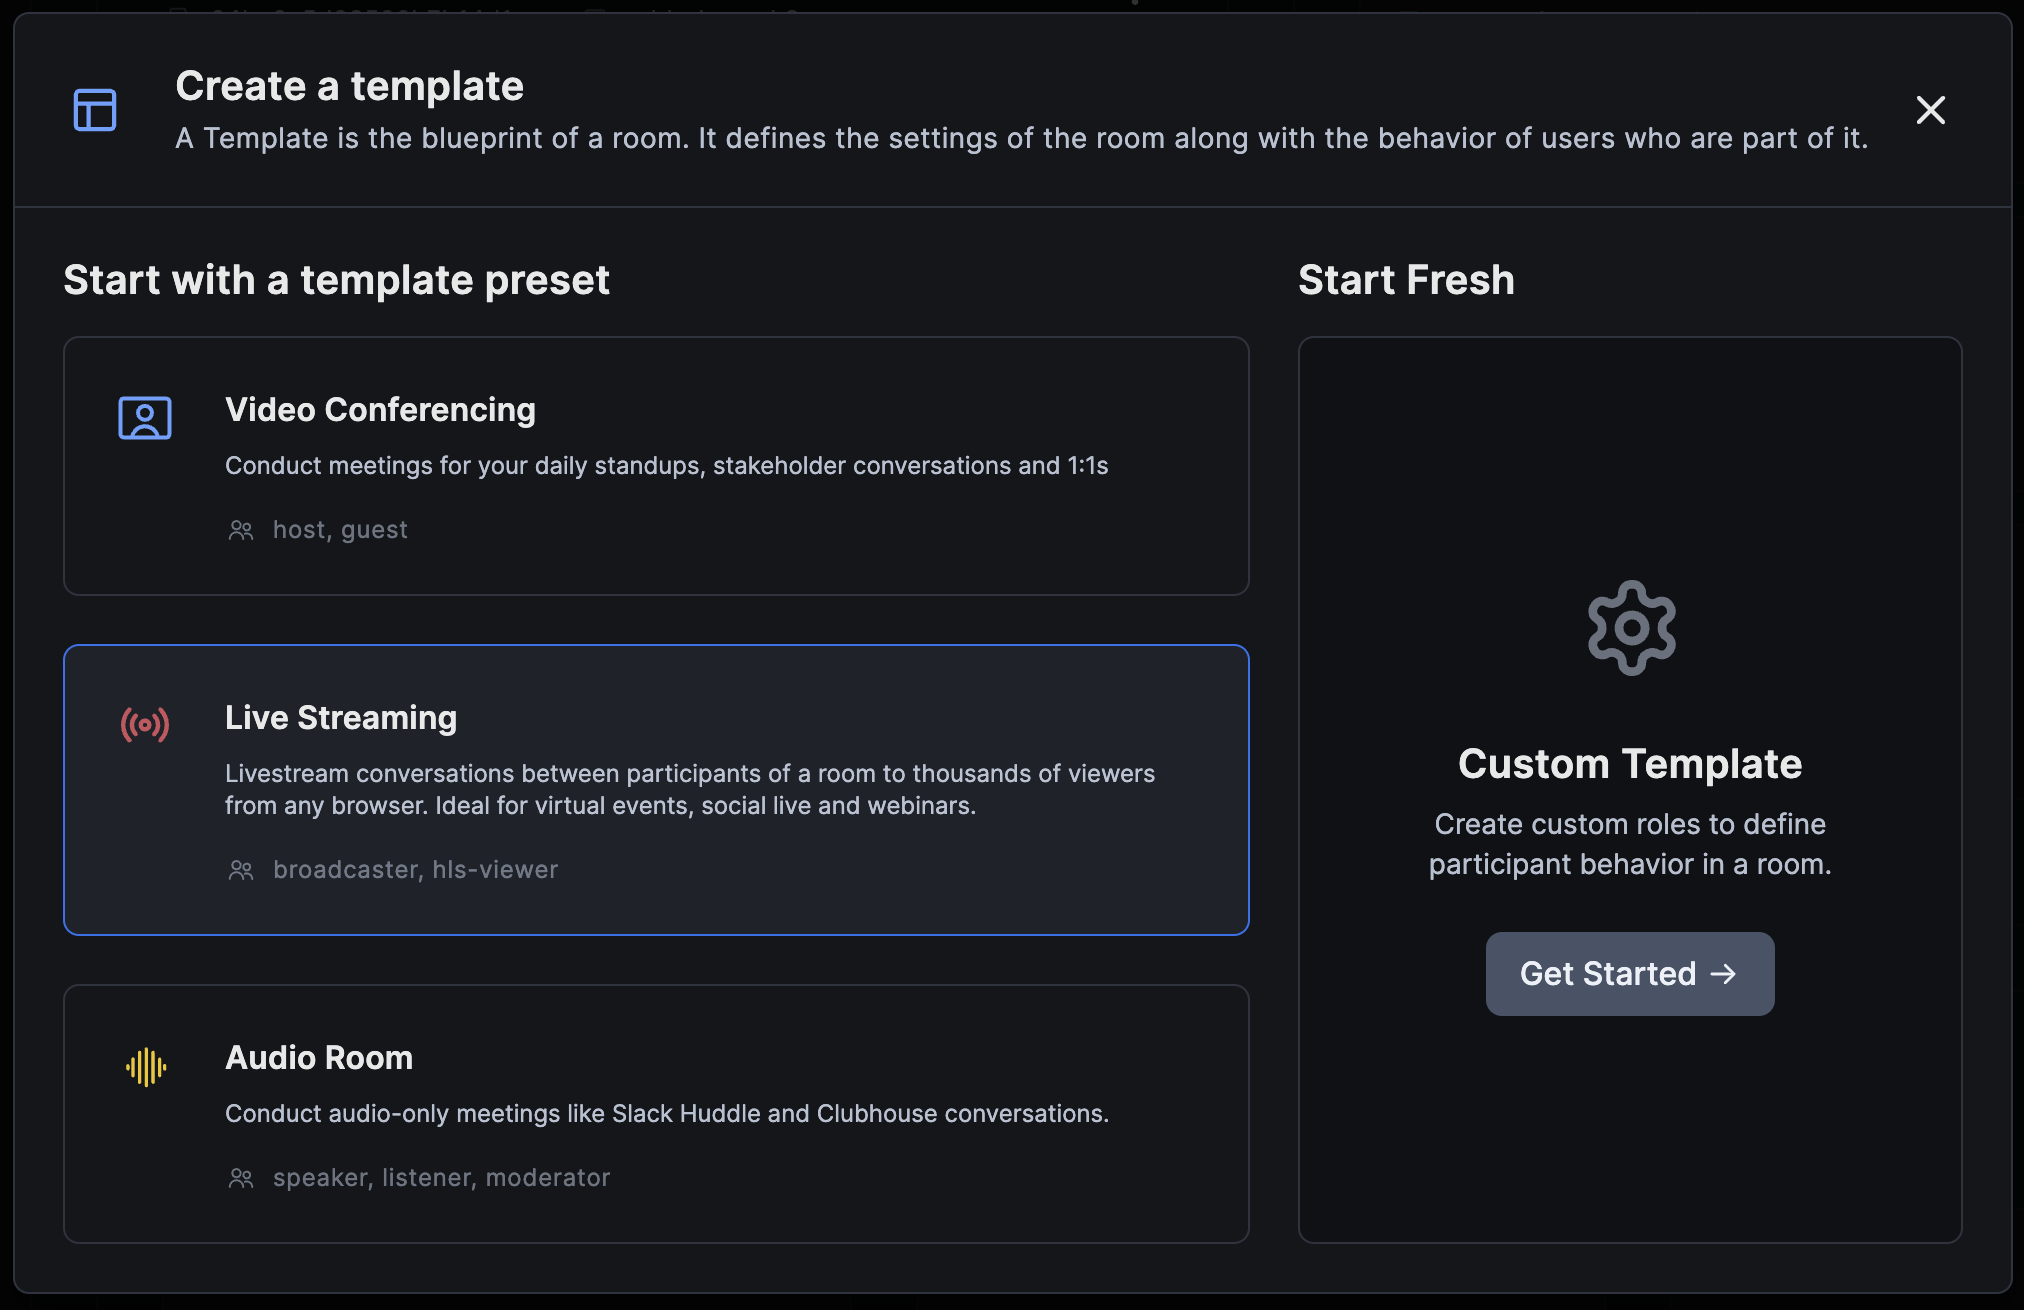 Create a template
A Template is the blueprint of a room. It defines the settings of the room along with the behavior of users who are part of it.
Start with a template preset
Video Conferencing
Conduct meetings for your daily standups, stakeholder conversations and 1:1s
host, guest
Live Streaming
Livestream conversations between participants of a room to thousands of viewers
from any browser. Ideal for virtual events, social live and webinars.
broadcaster, hls-viewer
Audio Room
Conduct audio-only meetings like Slack Huddle and Clubhouse conversations.
speaker, listener, moderator
Start Fresh
Custom Template
Create custom roles to define
participant behavior in a room.
Get Started →